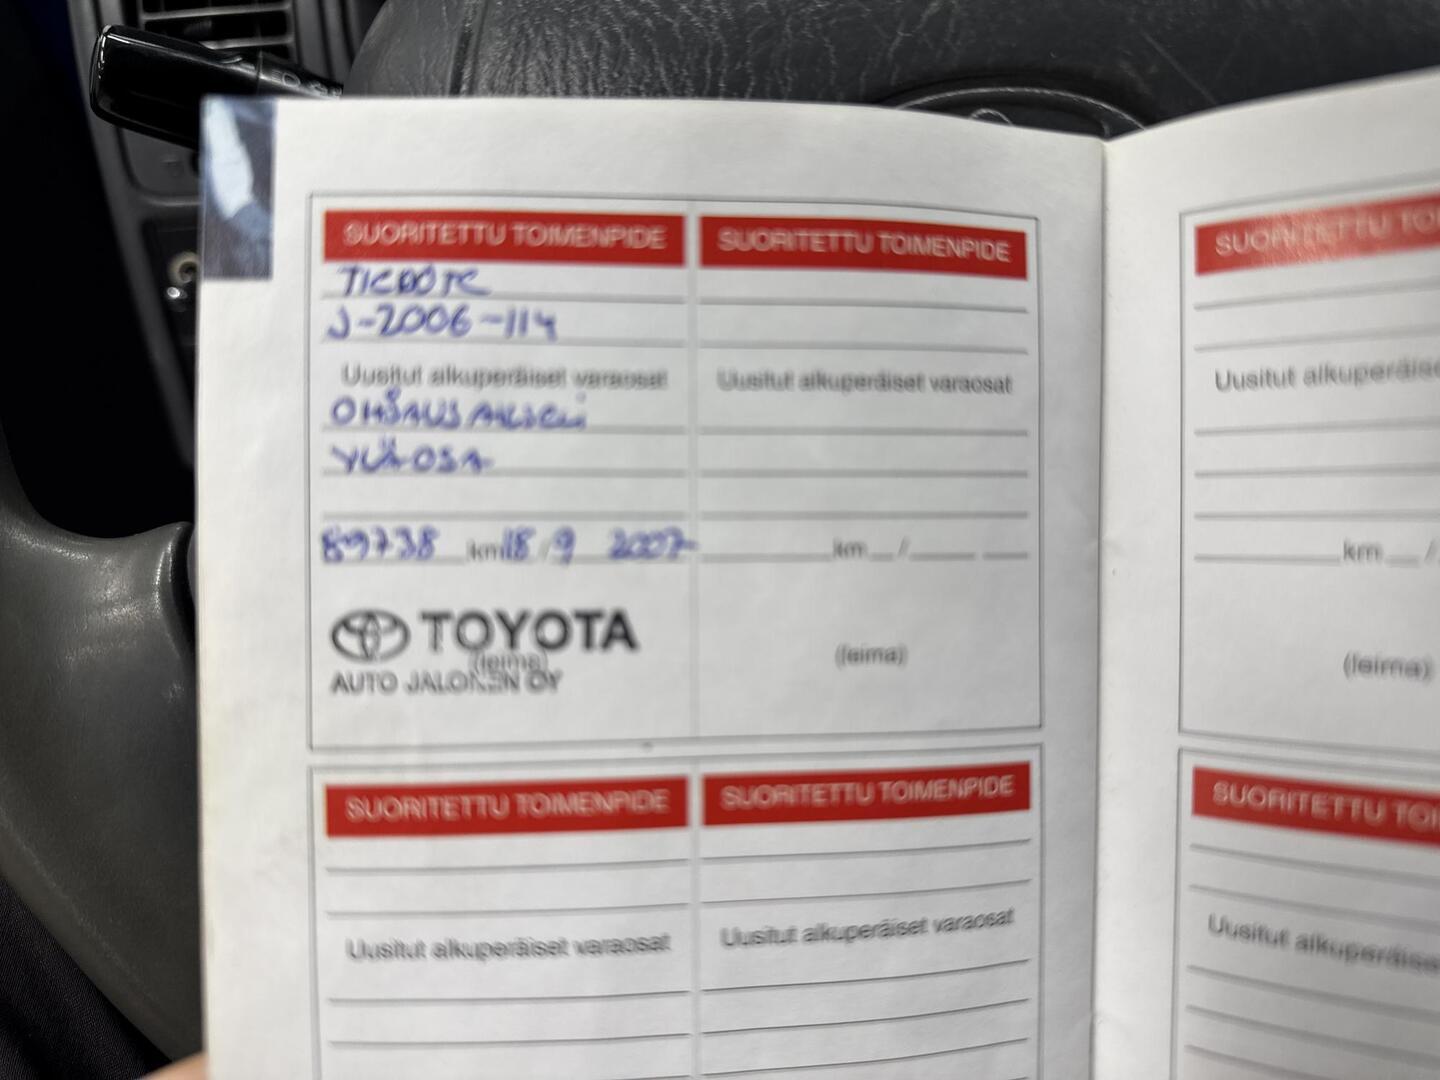 SUORITETTU TOIMENPIDE
TIEDOTE
J-2006-114
Uusitut alkuperäiset varaosat
OHJAUSAKSELI
VÄLIOSA
89738 km 18 / 9 2007
TOYOTA
(leima)
AUTO JALONEN OY
SUORITETTU TOIMENPIDE
Uusitut alkuperäiset varaosat
km / 
(leima)
SUORITETTU TOIMENPIDE
Uusitut alkuperäiset varaosat
SUORITETTU TOIMENPIDE
Uusitut alkuperäiset varaosat
SUORITETTU TO
Uusitut alkuperäise
km /
(leima)
SUORITETTU TOI
Uusitut alkuperäise